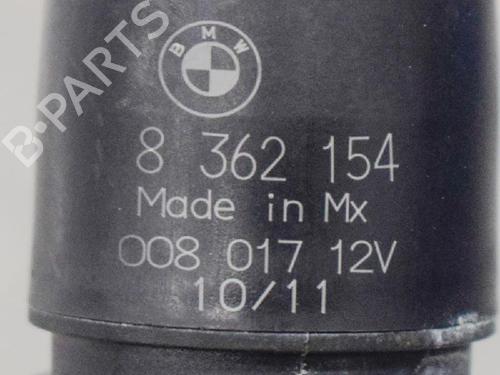 B-PARTS
BMW
8 362 154
Made in Mx
008 017 12V
10/11